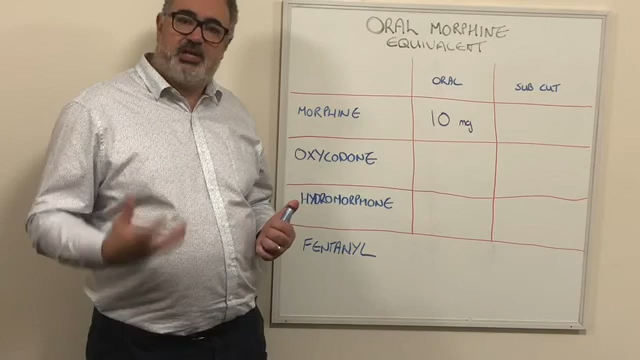 ORAL MORPHINE
EQUIVALENT
ORAL SUB CUT
MORPHINE 10 mg
OXYCODONE
HYDROMORPHONE
FENTANYL